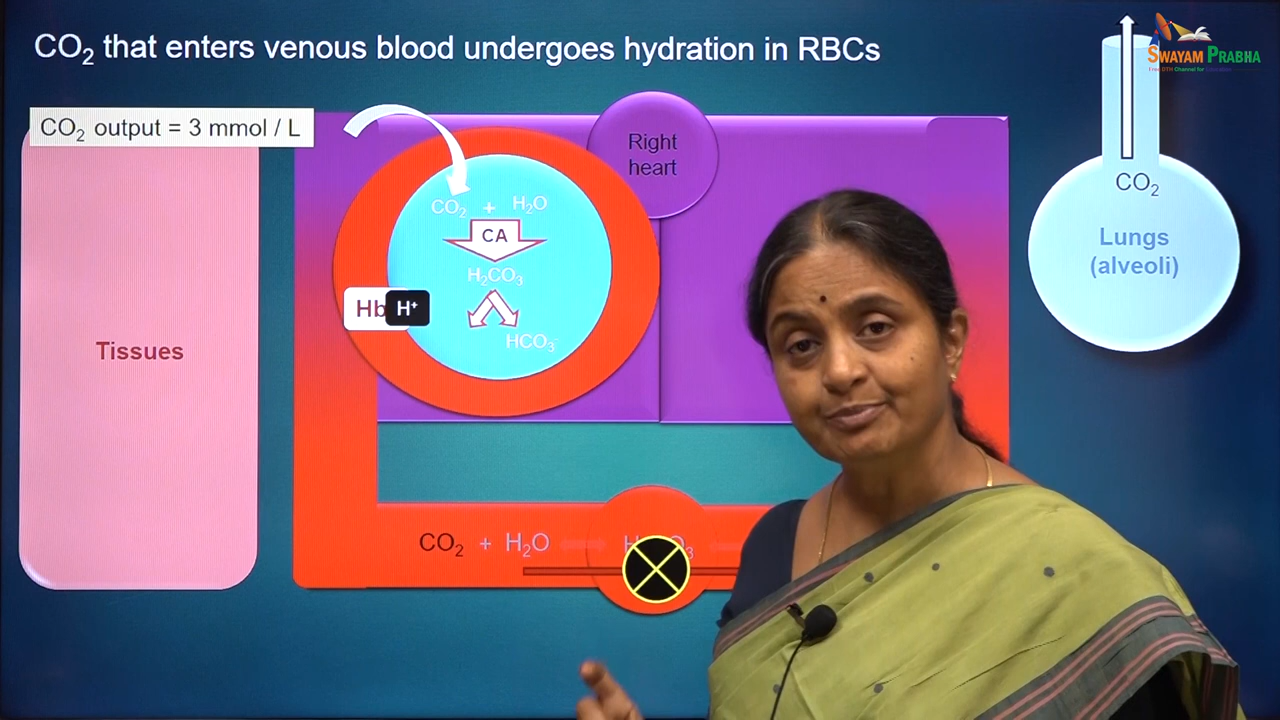 CO₂ that enters venous blood undergoes hydration in RBCs
SWAYAM PRABHA
CO₂ output = 3 mmol / L
Right
heart
CO₂ + H₂O
CA
H₂CO₃
Hb H⁺
HCO₃
CO₂
Lungs
(alveoli)
Tissues
CO₂ + H₂O